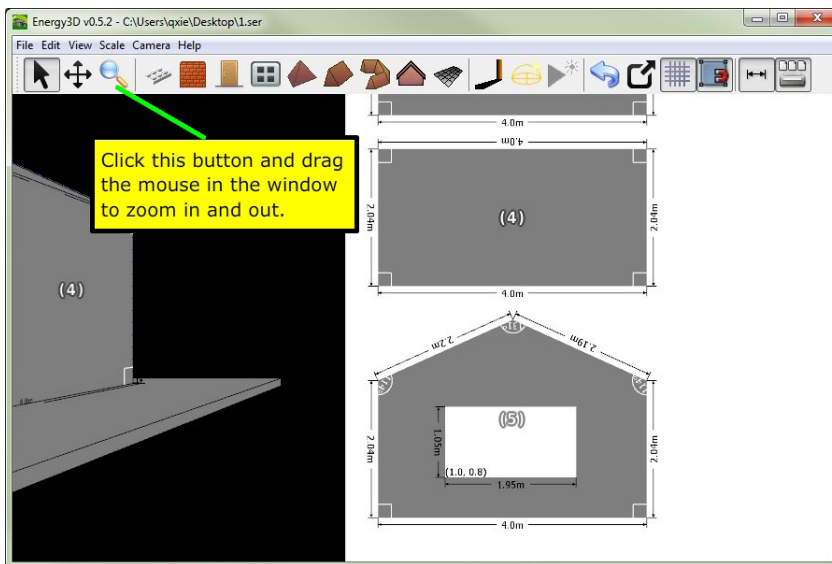 Energy3D v0.5.2 - C:\Users\qxie\Desktop\1.ser
File Edit View Scale Camera Help
Click this button and drag
the mouse in the window
to zoom in and out.
4.0m
4.0m
2.04m
(4)
2.04m
4.0m
(4)
2.2m
2.19m
131
(5)
1.05m
2.04m
2.04m
(1.0, 0.8)
1.95m
4.0m